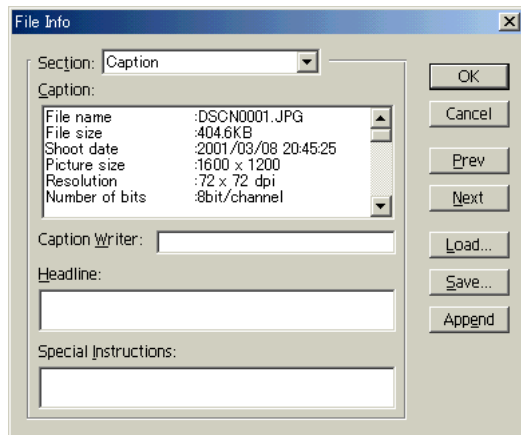 File Info
Section: Caption
OK
Caption:
File name :DSCN0001.JPG
Cancel
File size :404.6KB
Shoot date :2001/03/08 20:45:25
Picture size :1600 x 1200
Prev
Resolution :72 x 72 dpi
Number of bits :8bit/channel
Next
Caption Writer:
Load...
Headline:
Save...
Append
Special Instructions: